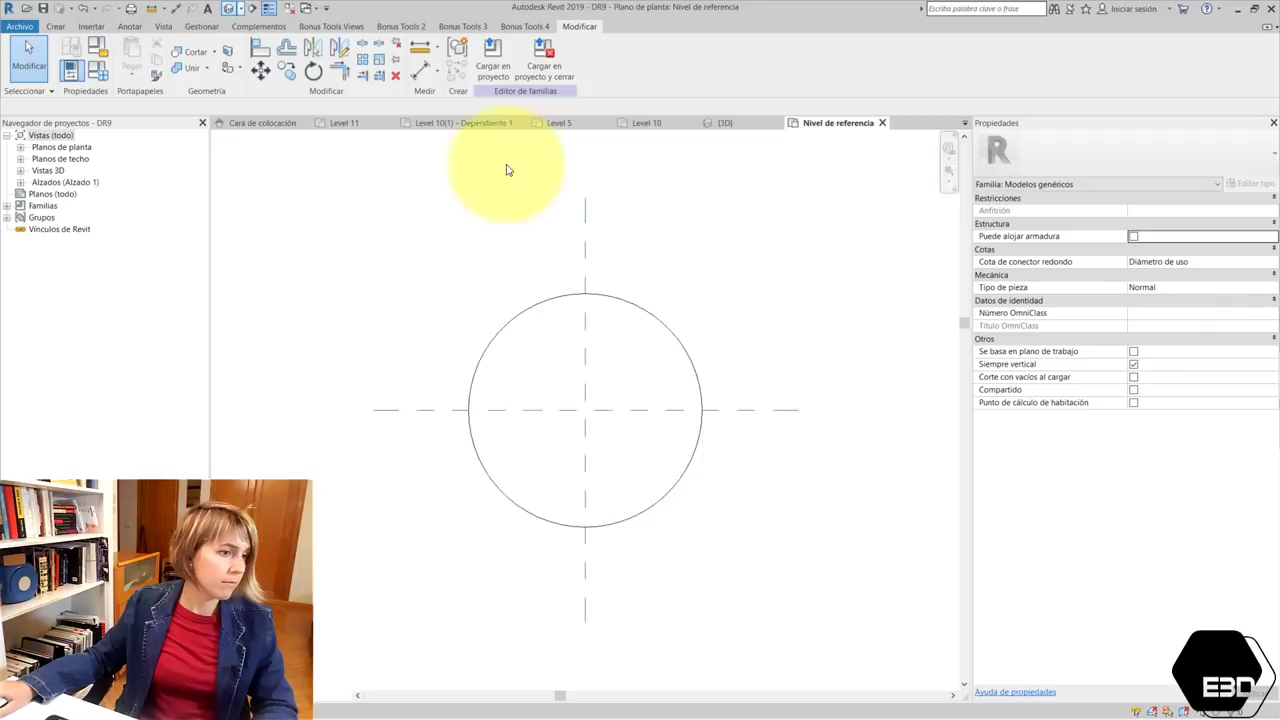 Autodesk Revit 2019 - DR9 - Plano de planta: Nivel de referencia
Escriba palabra clave o frase
Iniciar sesión
Archivo Crear Insertar Anotar Vista Gestionar Complementos Bonus Tools Views Bonus Tools 3 Bonus Tools 2 Bonus Tools 4 Modificar
Modificar
Pegar
Cortar
Unir
Cargar en proyecto
Cargar en proyecto y cerrar
Seleccionar Propiedades Portapapeles Geometría Modificar Medir Crear Editor de familias
Navegador de proyectos - DR9
Vistas (todo)
Planos de planta
Planos de techo
Vistas 3D
Alzados (Alzado 1)
Planos (todo)
Familias
Grupos
Vínculos de Revit
Cara de colocación Level 11 Level 10(1) - Dependiente 1 Level 5 Level 10 {3D} Nivel de referencia
Propiedades
R
Familia: Modelos genéricos
Editar tipo
Restricciones
Anfitrión
Estructura
Puede alojar armadura
Cotas
Cota de conector redondo Diámetro de uso
Mecánica
Tipo de pieza Normal
Datos de identidad
Número OmniClass
Título OmniClass
Otros
Se basa en plano de trabajo
Siempre vertical
Corte con vacíos al cargar
Compartido
Punto de cálculo de habitación
Ayuda de propiedades
EBD